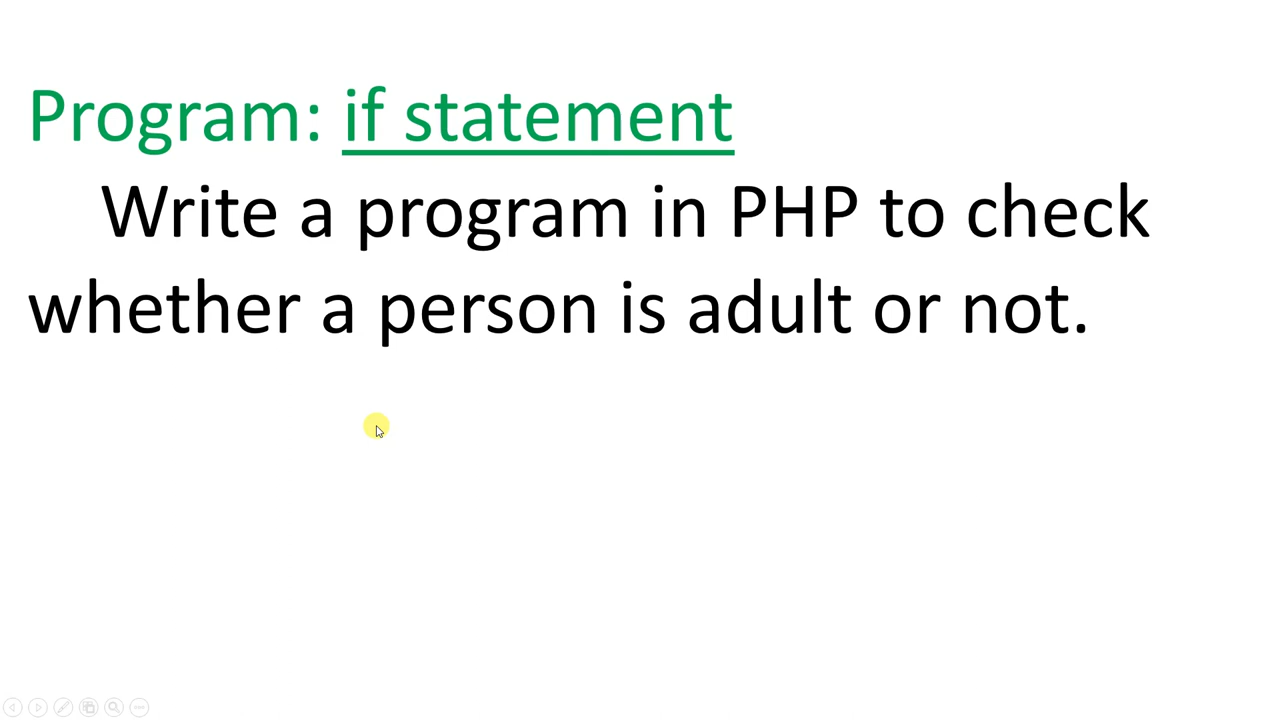 Program: if statement
Write a program in PHP to check
whether a person is adult or not.